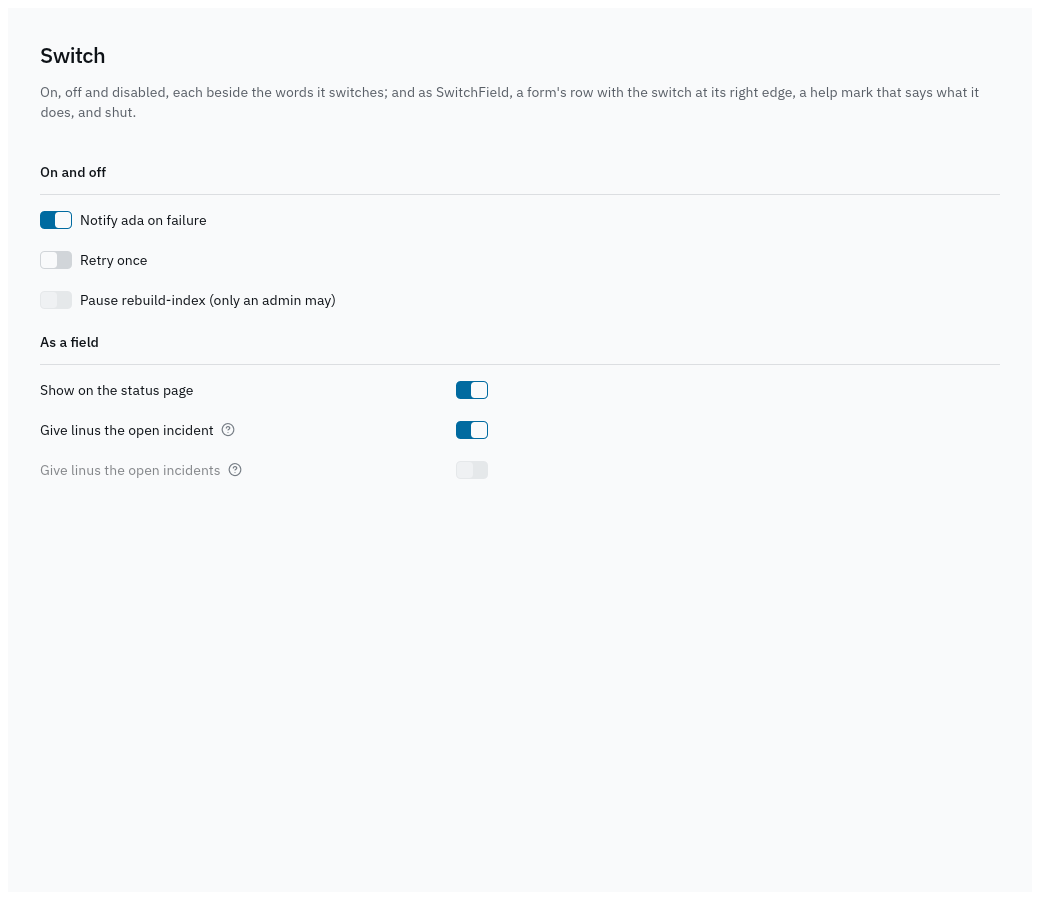 Switch
On, off and disabled, each beside the words it switches; and as SwitchField, a form's row with the switch at its right edge, a help mark that says what it
does, and shut.
On and off
Notify ada on failure
Retry once
Pause rebuild-index (only an admin may)
As a field
Show on the status page
Give linus the open incident
Give linus the open incidents